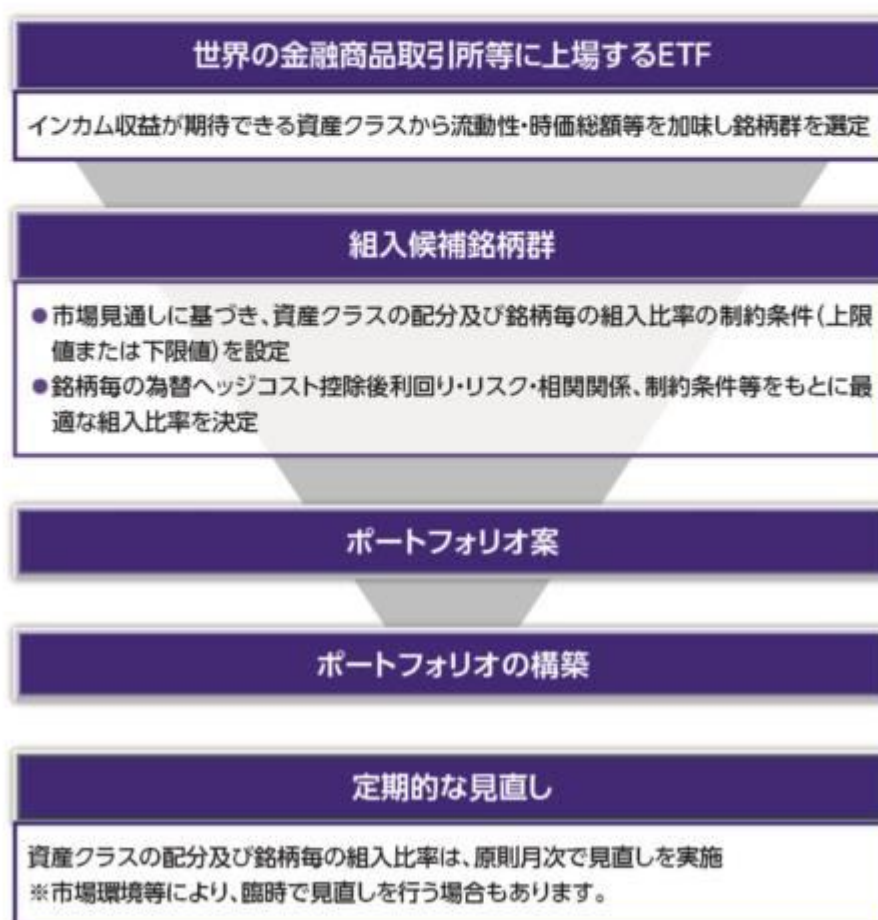 世界の金融商品取引所等に上場するETF
インカム収益が期待できる資産クラスから流動性・時価総額等を加味し銘柄群を選定
組入候補銘柄群
●市場見通しに基づき、資産クラスの配分及び銘柄毎の組入比率の制約条件(上限
値または下限値)を設定
●銘柄毎の為替ヘッジコスト控除後利回り・リスク・相関関係、制約条件等をもとに最
適な組入比率を決定
ポートフォリオ案
ポートフォリオの構築
定期的な見直し
資産クラスの配分及び銘柄毎の組入比率は、原則月次で見直しを実施
※市場環境等により、臨時で見直しを行う場合もあります。